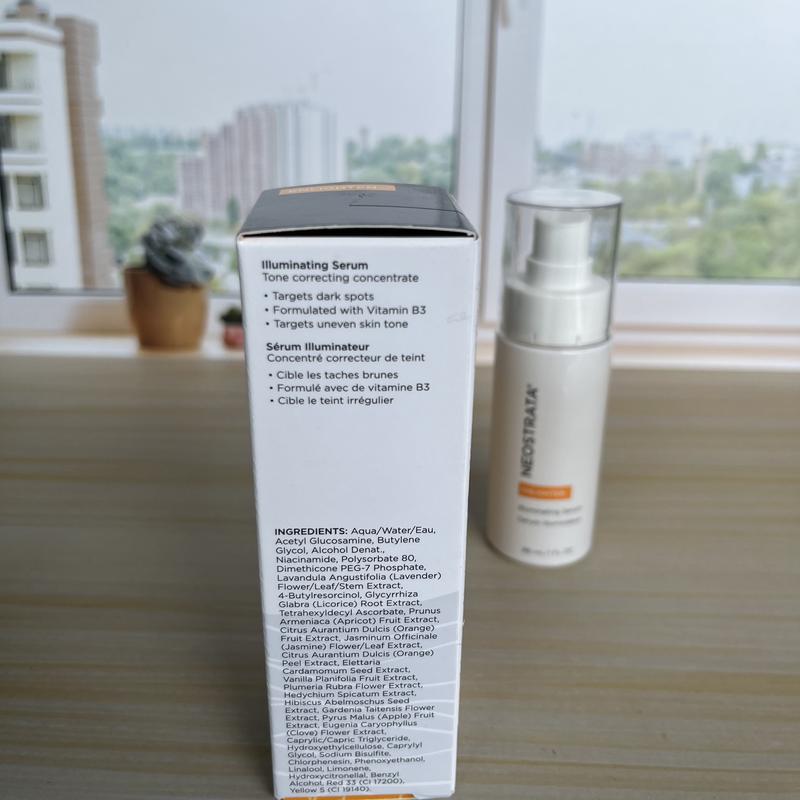 ENLIGHTEN
Illuminating Serum
Tone correcting concentrate
• Targets dark spots
• Formulated with Vitamin B3
• Targets uneven skin tone
Sérum Illuminateur
Concentré correcteur de teint
• Cible les taches brunes
• Formulé avec de vitamine B3
• Cible le teint irrégulier
INGREDIENTS: Aqua/Water/Eau,
Acetyl Glucosamine, Butylene
Glycol, Alcohol Denat.,
Niacinamide, Polysorbate 80,
Dimethicone PEG-7 Phosphate,
Lavandula Angustifolia (Lavender)
Flower/Leaf/Stem Extract,
4-Butylresorcinol, Glycyrrhiza
Glabra (Licorice) Root Extract,
Tetrahexyldecyl Ascorbate, Prunus
Armeniaca (Apricot) Fruit Extract,
Citrus Aurantium Dulcis (Orange)
Fruit Extract, Jasminum Officinale
(Jasmine) Flower/Leaf Extract,
Citrus Aurantium Dulcis (Orange)
Peel Extract, Elettaria
Cardamomum Seed Extract,
Vanilla Planifolia Fruit Extract,
Plumeria Rubra Flower Extract,
Hedychium Spicatum Extract,
Hibiscus Abelmoschus Seed
Extract, Gardenia Taitensis Flower
Extract, Pyrus Malus (Apple) Fruit
Extract, Eugenia Caryophyllus
(Clove) Flower Extract,
Caprylic/Capric Triglyceride,
Hydroxyethylcellulose, Caprylyl
Glycol, Sodium Bisulfite,
Chlorphenesin, Phenoxyethanol,
Linalool, Limonene,
Hydroxycitronellal, Benzyl
Alcohol, Red 33 (CI 17200),
Yellow 5 (CI 19140).
NEOSTRATA®
ENLIGHTEN
Illuminating Serum
Sérum Illuminateur